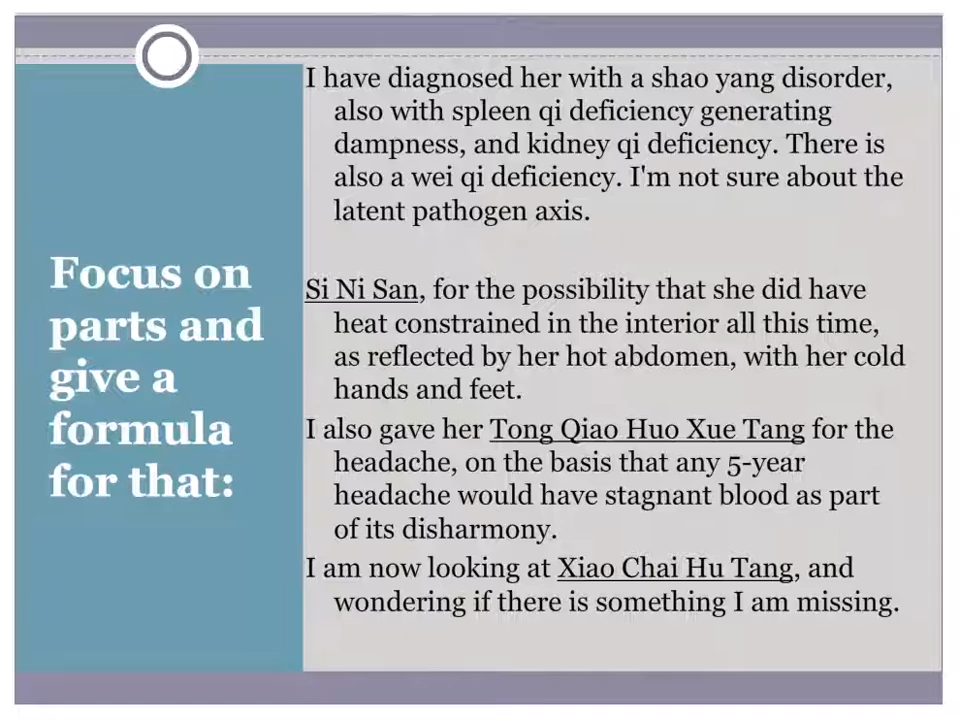 Focus on
parts and
give a
formula
for that:
I have diagnosed her with a shao yang disorder,
also with spleen qi deficiency generating
dampness, and kidney qi deficiency. There is
also a wei qi deficiency. I'm not sure about the
latent pathogen axis.
Si Ni San, for the possibility that she did have
heat constrained in the interior all this time,
as reflected by her hot abdomen, with her cold
hands and feet.
I also gave her Tong Qiao Huo Xue Tang for the
headache, on the basis that any 5-year
headache would have stagnant blood as part
of its disharmony.
I am now looking at Xiao Chai Hu Tang, and
wondering if there is something I am missing.